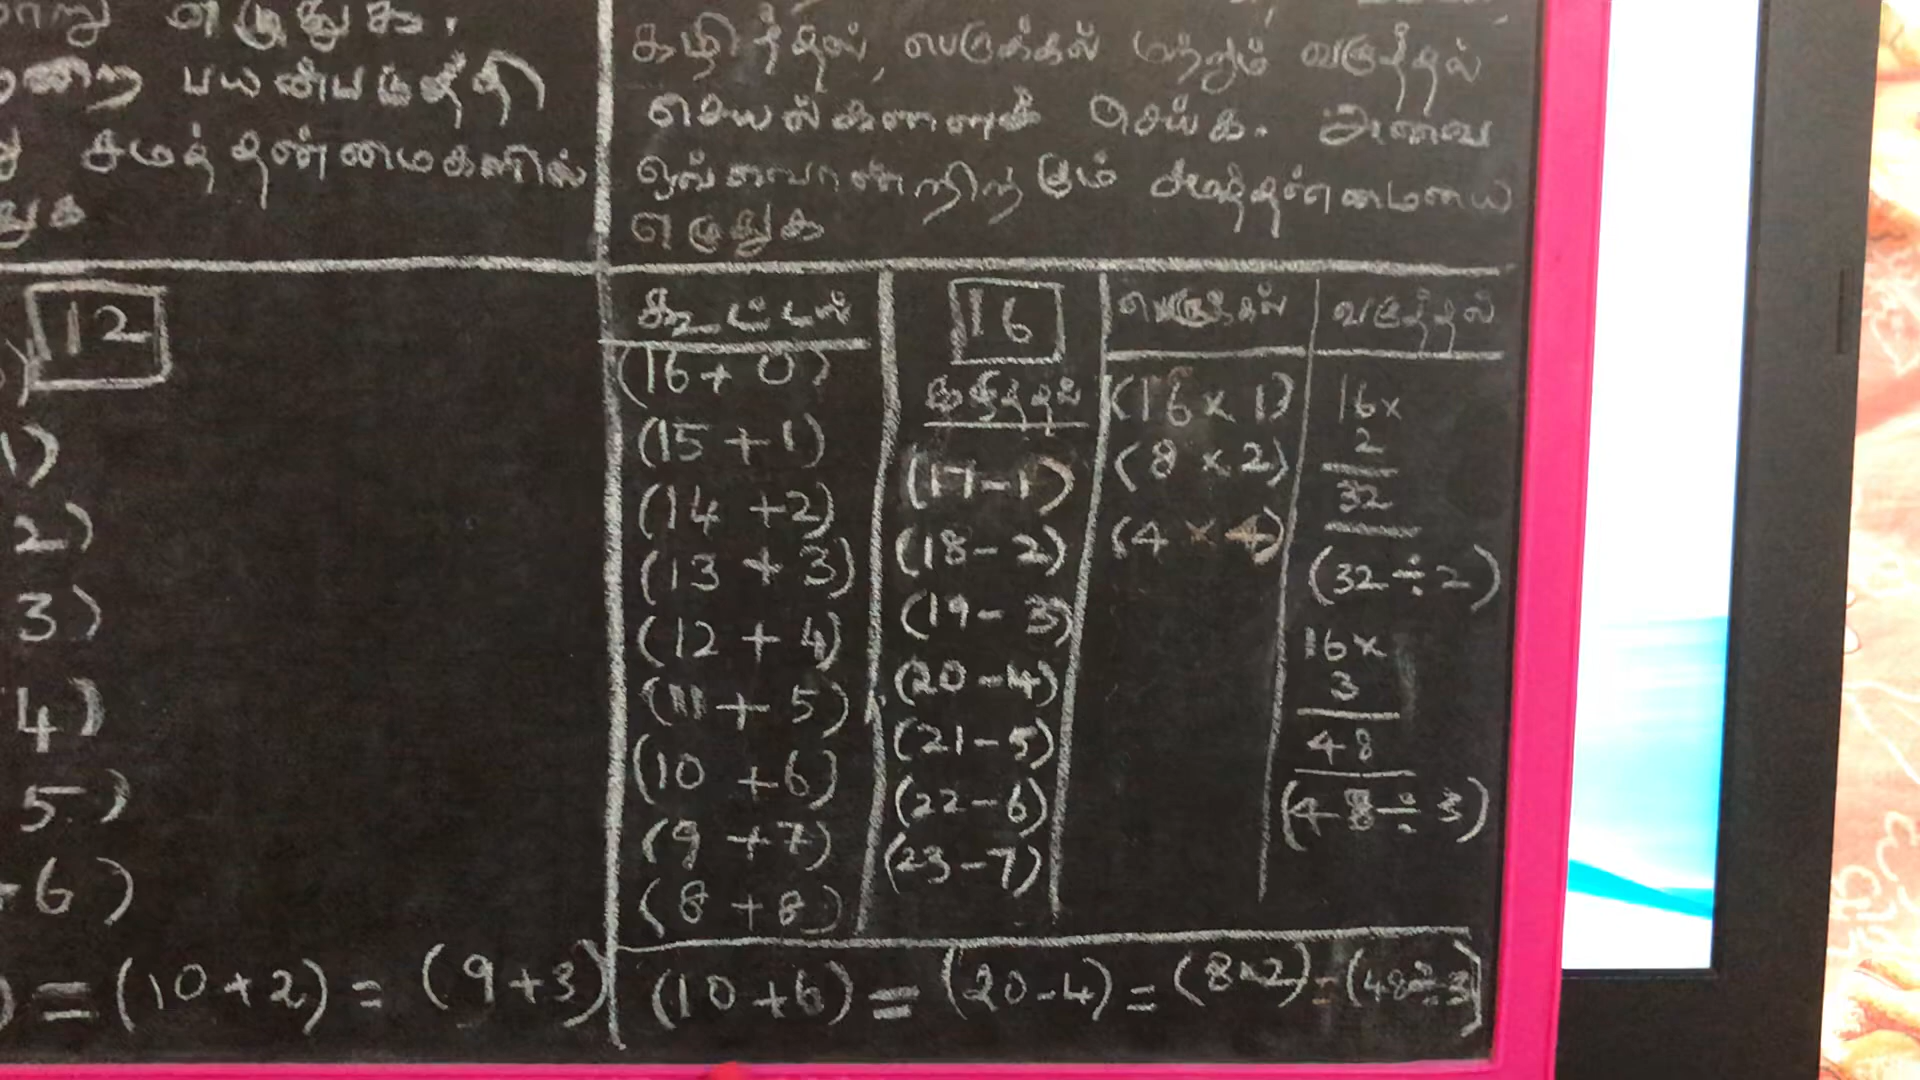 எழுதுக.
பயன்படுத்தி
சமத் தன்மைகளில்
12
1)
2)
3)
4)
5)
+6)
) = (10+2) = (9+3)
கழித்தல், பெருக்கல் மற்றும் வகுத்தல்
செயல்களைச் செய்க. அவை
ஒவ்வொன்றிற்கும் சமத்தன்மையை
எழுதுக
கூட்டல்
(16+0)
(15+1)
(14+2)
(13+3)
(12+4)
(11+5)
(10+6)
(9+7)
(8+8)
16
கழித்தல்
(17-1)
(18-2)
(19-3)
(20-4)
(21-5)
(22-6)
(23-7)
பெருக்கல்
(16×1)
(8×2)
(4×4)
வகுத்தல்
16×
2
32
(32÷2)
16×
3
48
(48÷3)
(10+6) = (20-4) = (8×2) = (48÷3)